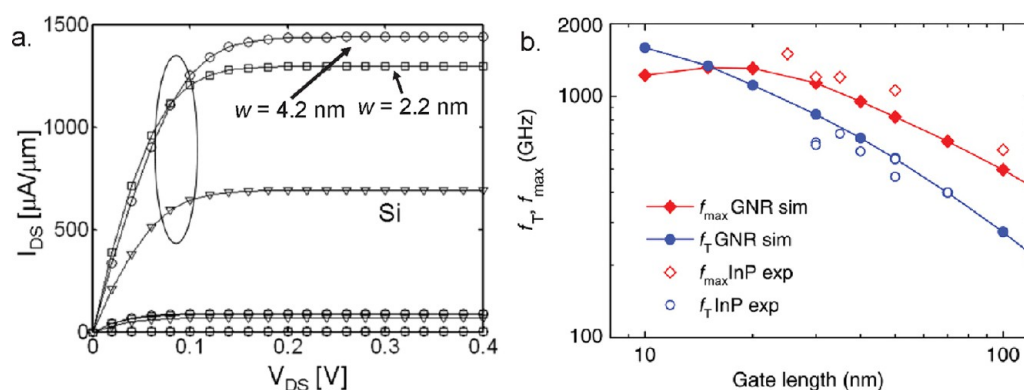 a.
1500
1000
500
0
I_DS [µA/µm]
w = 4.2 nm
w = 2.2 nm
Si
0 0.1 0.2 0.3 0.4
V_DS [V]
b.
2000
1000
100
f_T, f_max (GHz)
f_max GNR sim
f_T GNR sim
f_max InP exp
f_T InP exp
10 100
Gate length (nm)